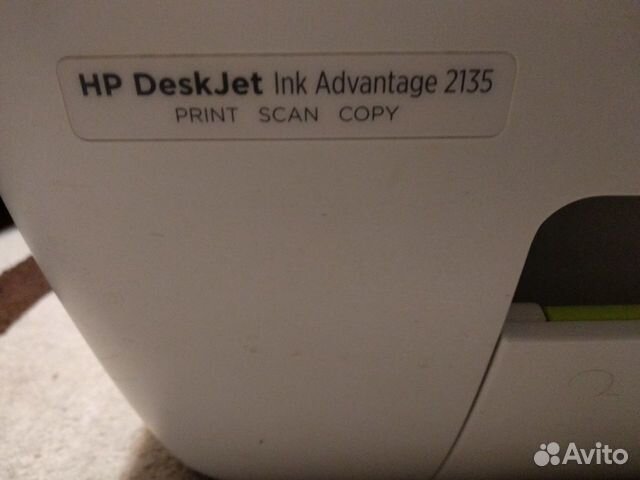 HP DeskJet Ink Advantage 2135
PRINT SCAN COPY
Avito